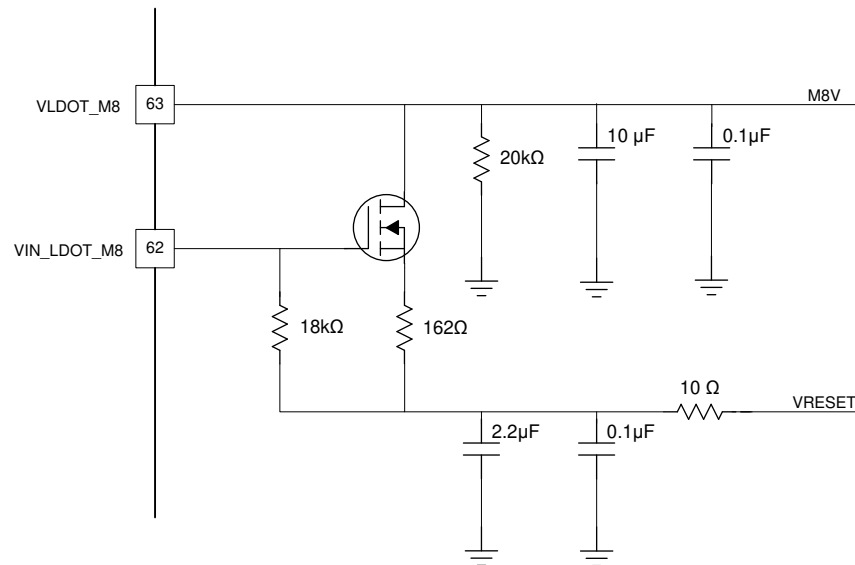 VLDOT_M8
63
M8V
10 µF
0.1µF
20kΩ
VIN_LDOT_M8
62
18kΩ
162Ω
10 Ω
VRESET
2.2µF
0.1µF